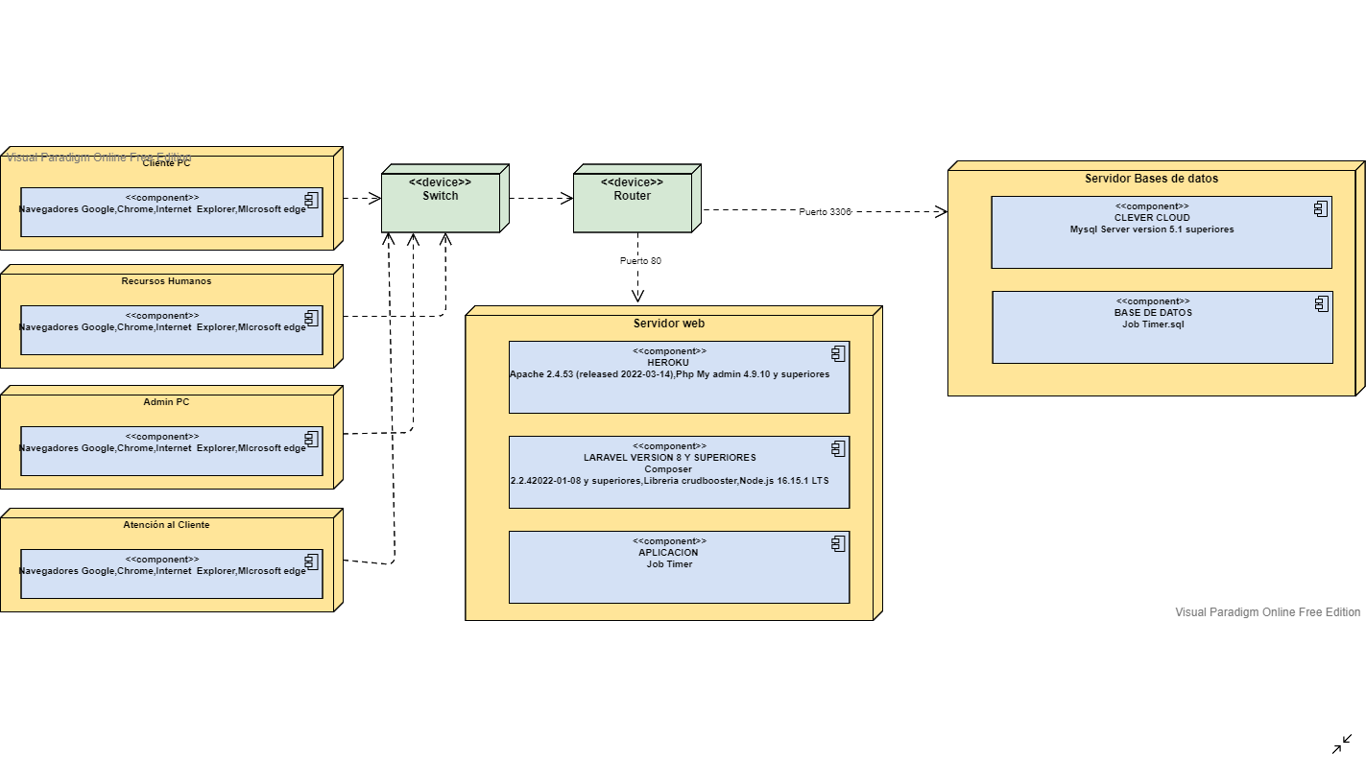 Visual Paradigm Online Free Edition
Cliente PC
<<component>>
Navegadores Google,Chrome,Internet Explorer,MIcrosoft edge
Recursos Humanos
<<component>>
Navegadores Google,Chrome,Internet Explorer,MIcrosoft edge
Admin PC
<<component>>
Navegadores Google,Chrome,Internet Explorer,MIcrosoft edge
Atención al Cliente
<<component>>
Navegadores Google,Chrome,Internet Explorer,MIcrosoft edge
<<device>>
Switch
<<device>>
Router
Puerto 3306
Puerto 80
Servidor web
<<component>>
HEROKU
Apache 2.4.53 (released 2022-03-14),Php My admin 4.9.10 y superiores
<<component>>
LARAVEL VERSION 8 Y SUPERIORES
Composer
2.2.42022-01-08 y superiores,Libreria crudbooster,Node.js 16.15.1 LTS
<<component>>
APLICACION
Job Timer
Servidor Bases de datos
<<component>>
CLEVER CLOUD
Mysql Server version 5.1 superiores
<<component>>
BASE DE DATOS
Job Timer.sql
Visual Paradigm Online Free Edition